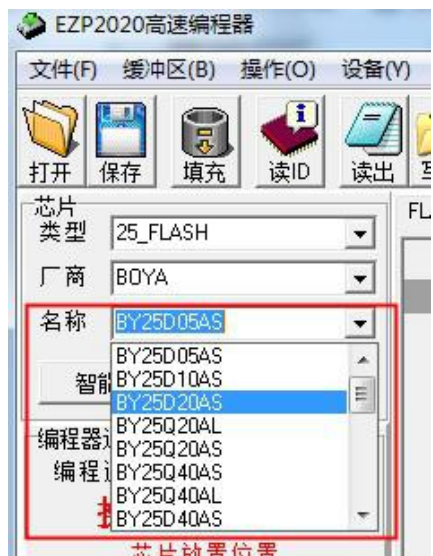 EZP2020高速编程器
文件(F) 缓冲区(B) 操作(O) 设备(Y)
打开 保存 填充 读ID 读出
芯片
类型 25_FLASH
厂商 BOYA
名称 BY25D05AS
BY25D05AS
BY25D10AS
智能
BY25D20AS
BY25Q20AL
编程器
BY25Q20AS
编程
BY25Q40AS
BY25Q40AL
BY25D40AS
芯片放置位置